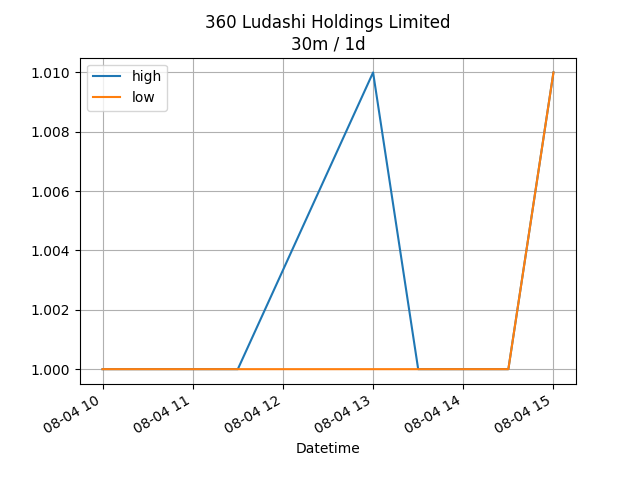 360 Ludashi Holdings Limited
30m / 1d
high
low
1.010
1.008
1.006
1.004
1.002
1.000
08-04 10
08-04 11
08-04 12
08-04 13
08-04 14
08-04 15
Datetime